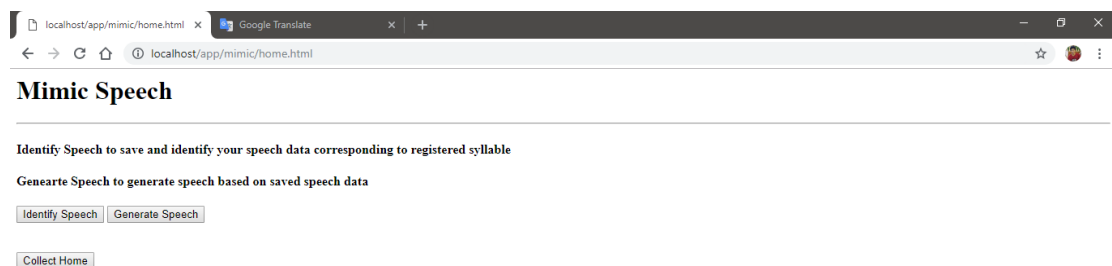 localhost/app/mimic/home.html
Google Translate
localhost/app/mimic/home.html
Mimic Speech
Identify Speech to save and identify your speech data corresponding to registered syllable
Genearte Speech to generate speech based on saved speech data
Identify Speech Generate Speech
Collect Home